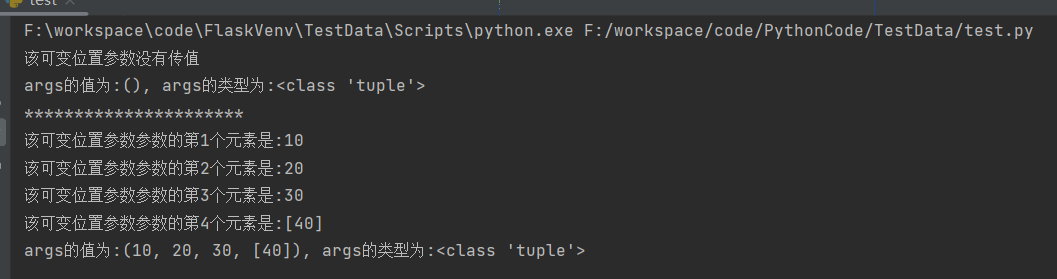 test
F:\workspace\code\FlaskVenv\TestData\Scripts\python.exe F:/workspace/code/PythonCode/TestData/test.py
该可变位置参数没有传值
args的值为:(), args的类型为:<class 'tuple'>
**********************
该可变位置参数参数的第1个元素是:10
该可变位置参数参数的第2个元素是:20
该可变位置参数参数的第3个元素是:30
该可变位置参数参数的第4个元素是:[40]
args的值为:(10, 20, 30, [40]), args的类型为:<class 'tuple'>